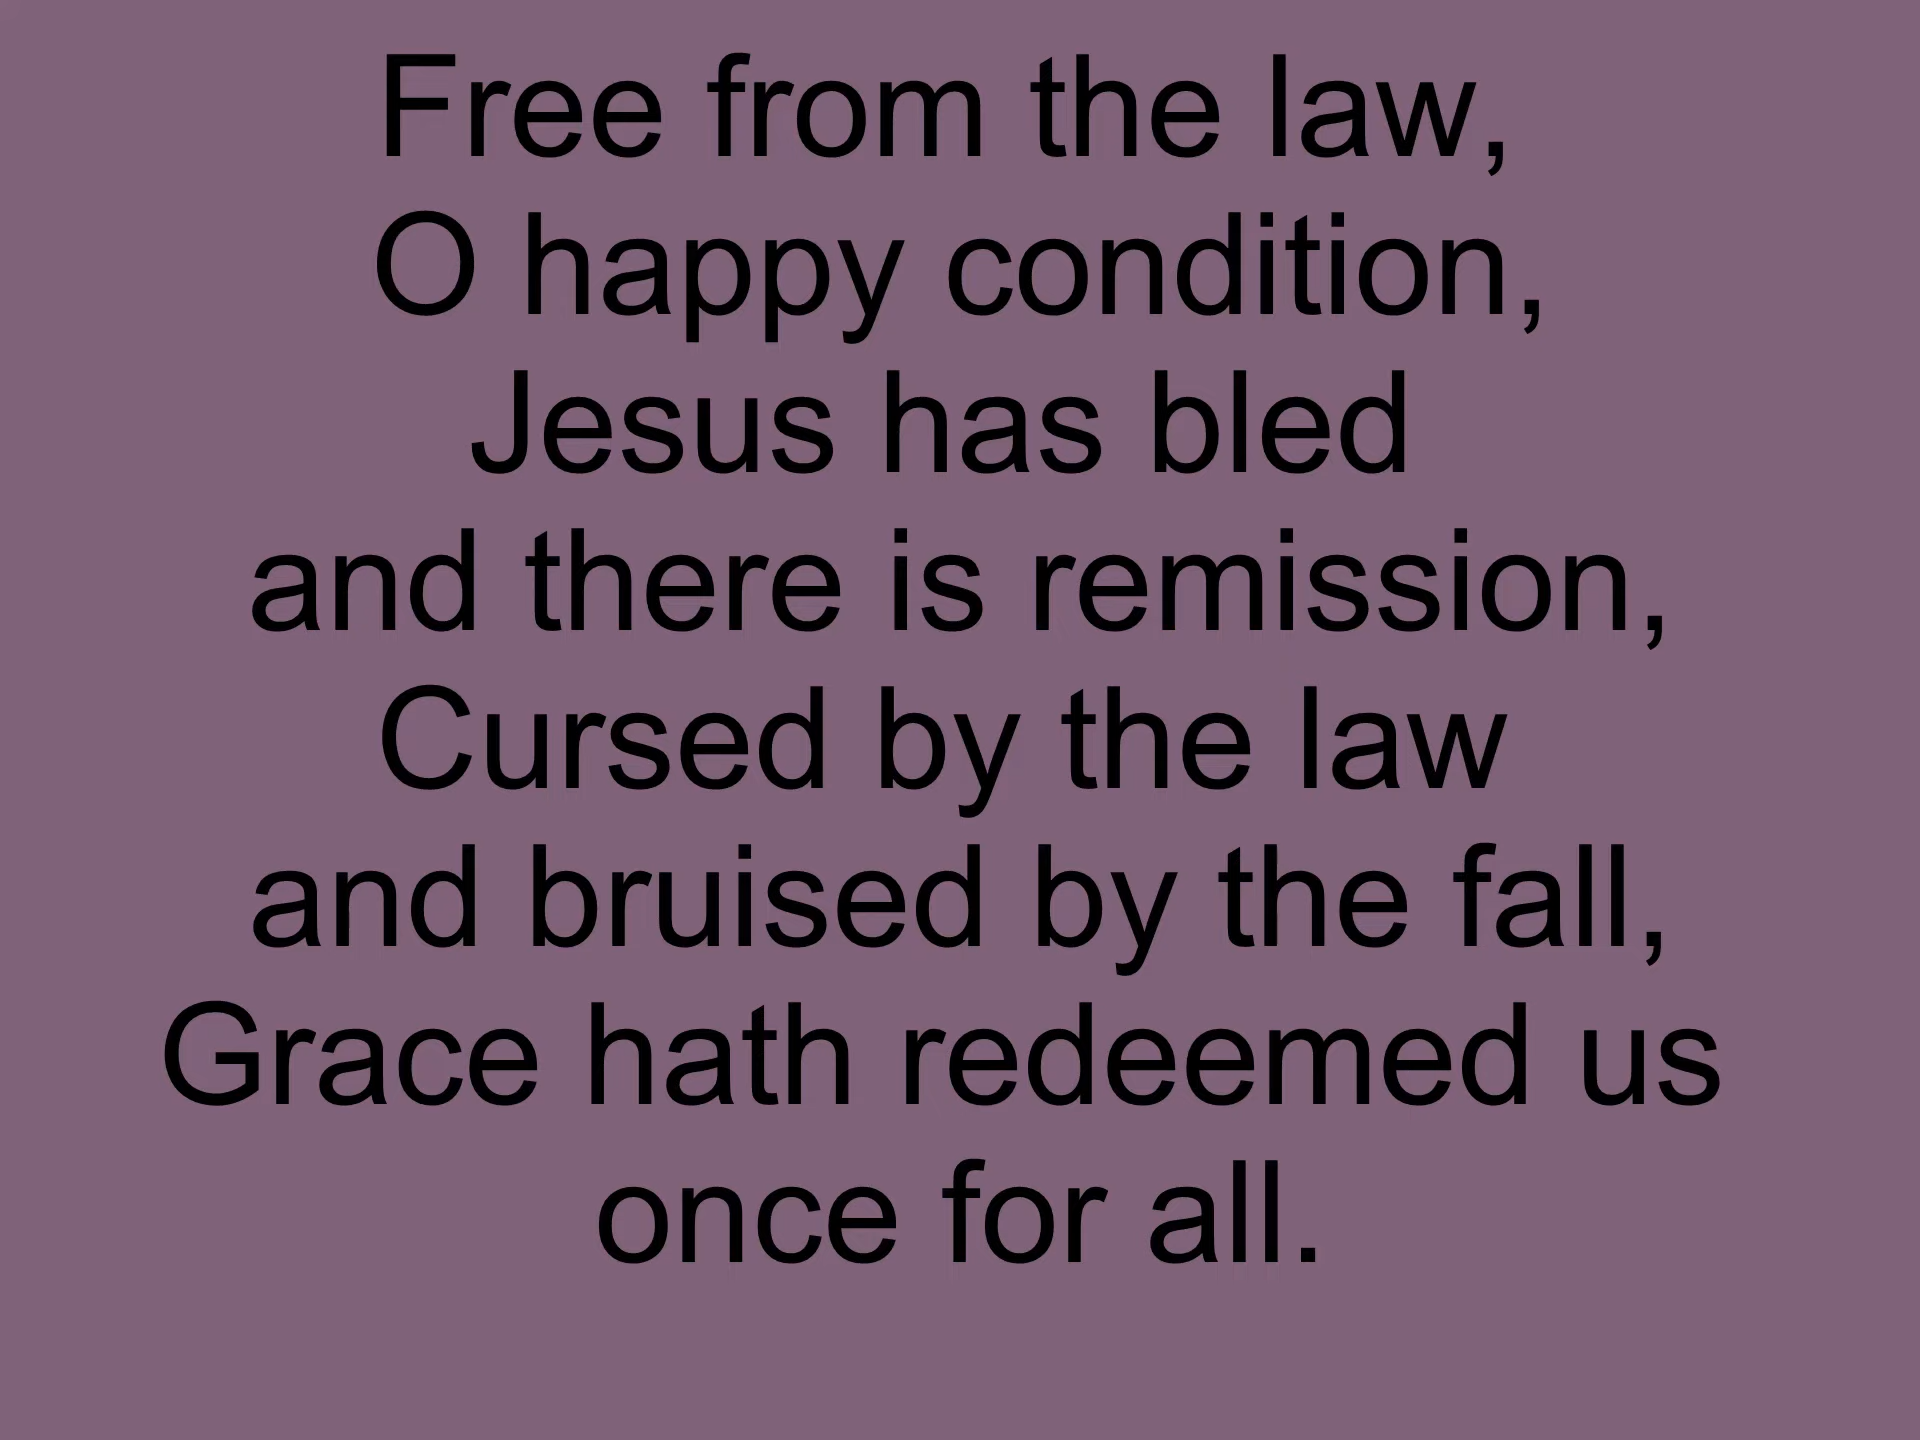 Free from the law,
O happy condition,
Jesus has bled
and there is remission,
Cursed by the law
and bruised by the fall,
Grace hath redeemed us
once for all.